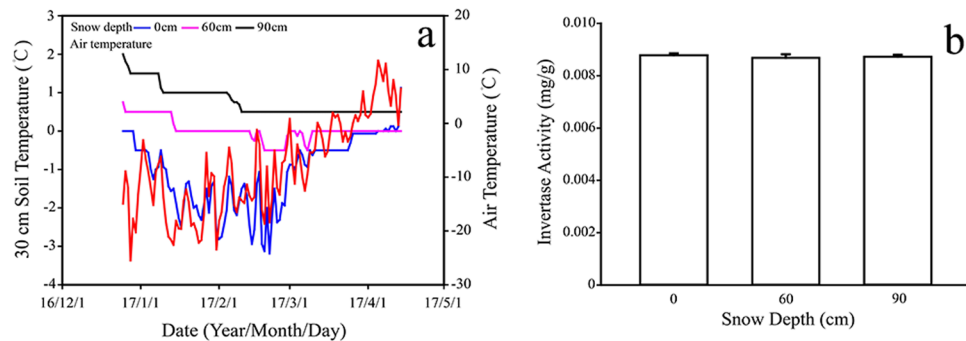 Snow depth 0cm 60cm 90cm
Air temperature
a
3
2
1
0
-1
-2
-3
-4
30 cm Soil Temperature (℃)
20
10
0
-10
-20
-30
Air Temperature (℃)
16/12/1 17/1/1 17/2/1 17/3/1 17/4/1 17/5/1
Date (Year/Month/Day)
b
0.010
0.008
0.006
0.004
0.002
0.000
Invertase Activity (mg/g)
0 60 90
Snow Depth (cm)